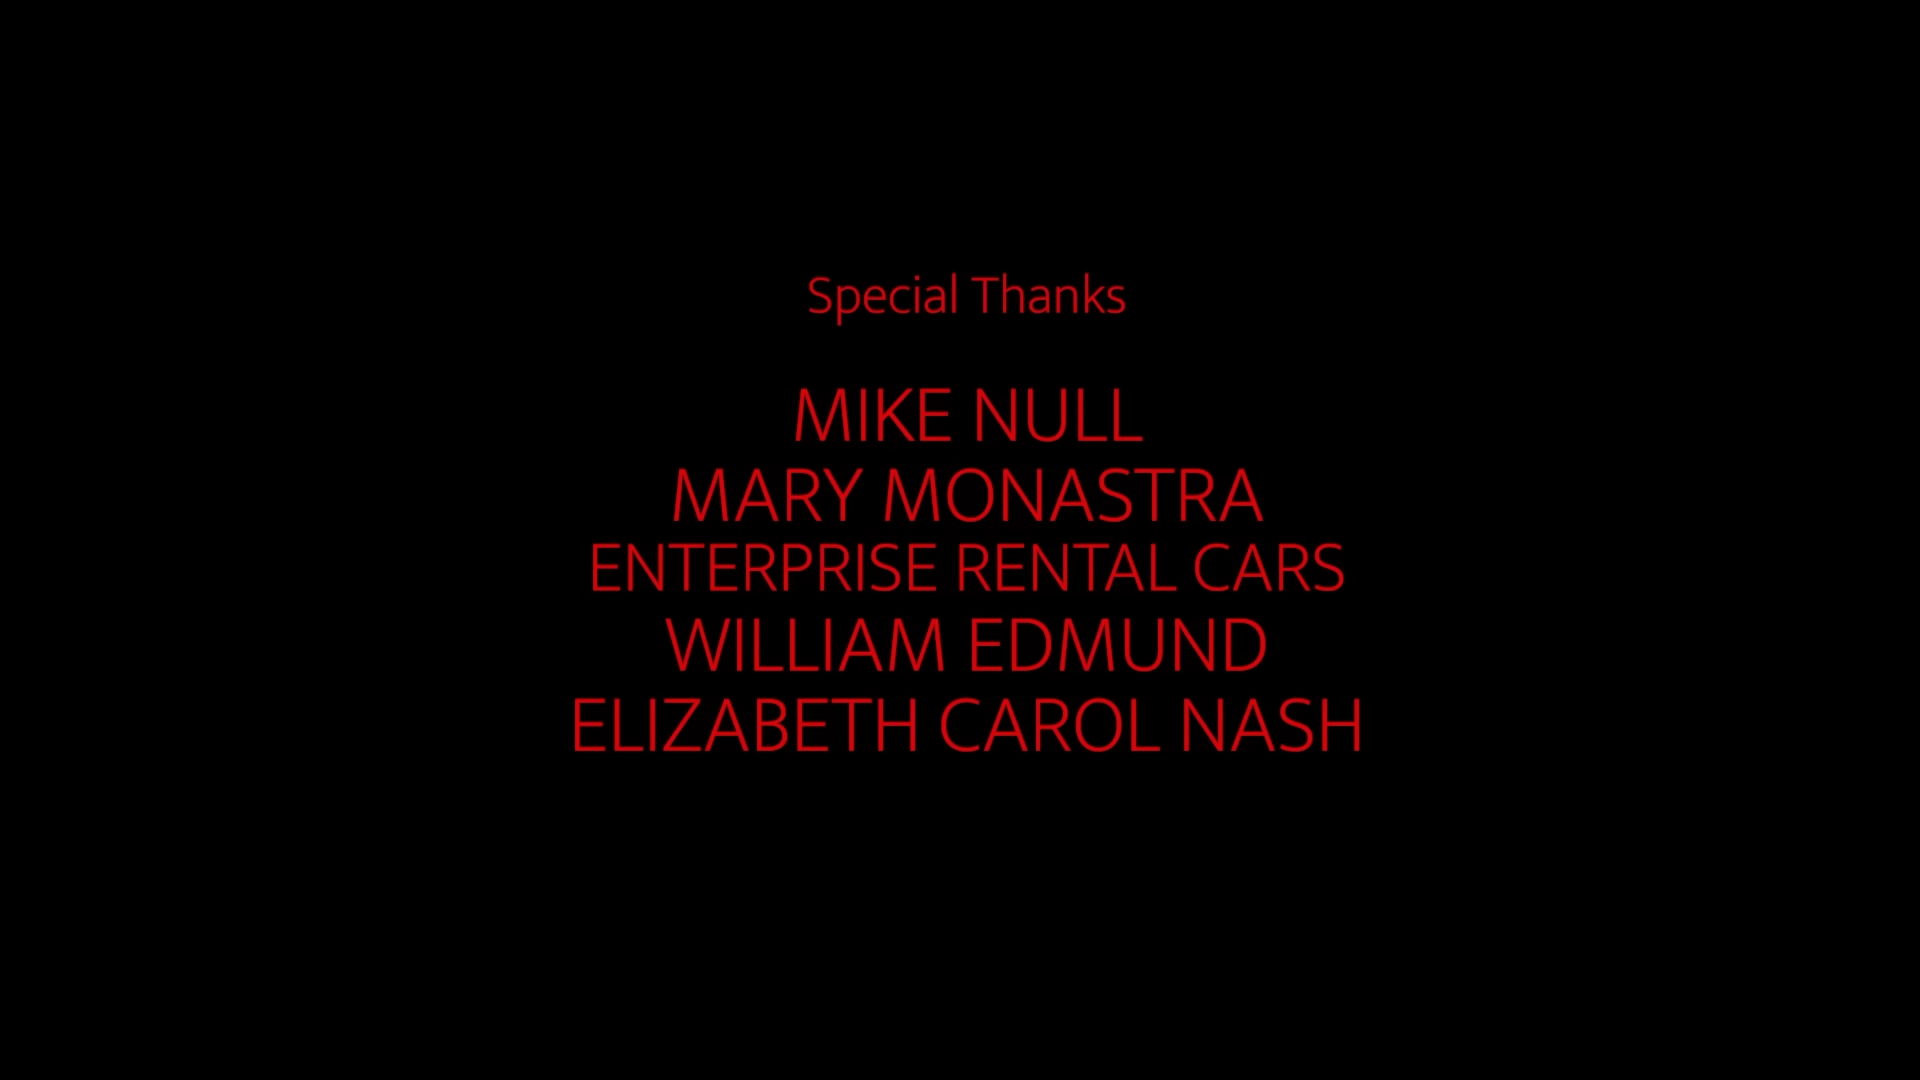 Special Thanks
MIKE NULL
MARY MONASTRA
ENTERPRISE RENTAL CARS
WILLIAM EDMUND
ELIZABETH CAROL NASH